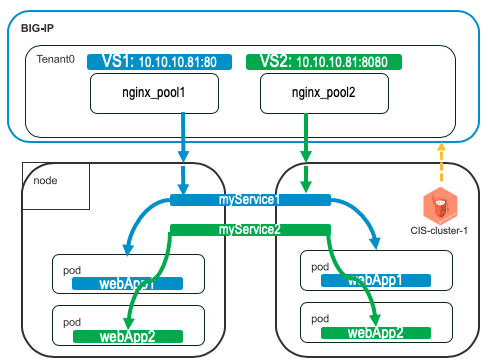 BIG-IP
Tenant0
VS1: 10.10.10.81:80
VS2: 10.10.10.81:8080
nginx_pool1
nginx_pool2
node
myService1
myService2
CIS-cluster-1
pod
webApp1
pod
webApp1
pod
webApp2
pod
webApp2